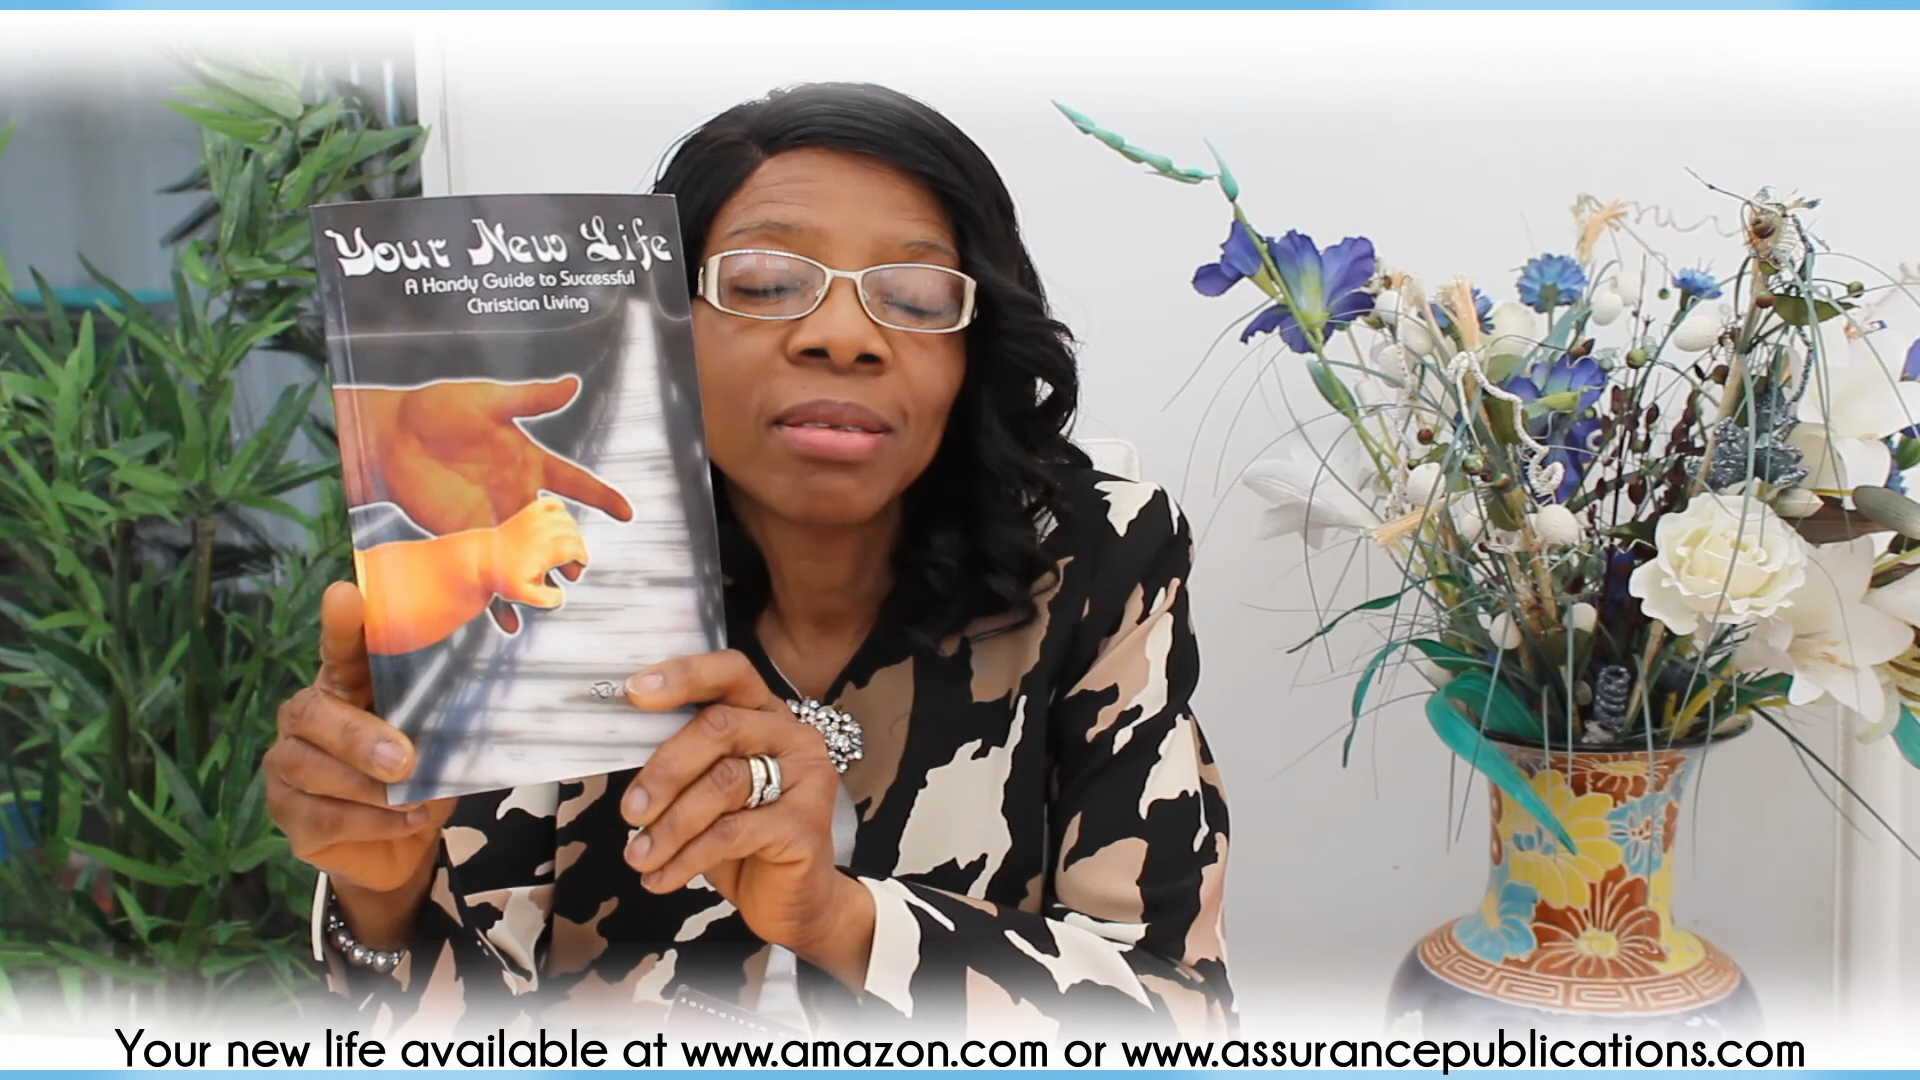 Your New Life
A Handy Guide to Successful
Christian Living
Your new life available at www.amazon.com or www.assurancepublications.com